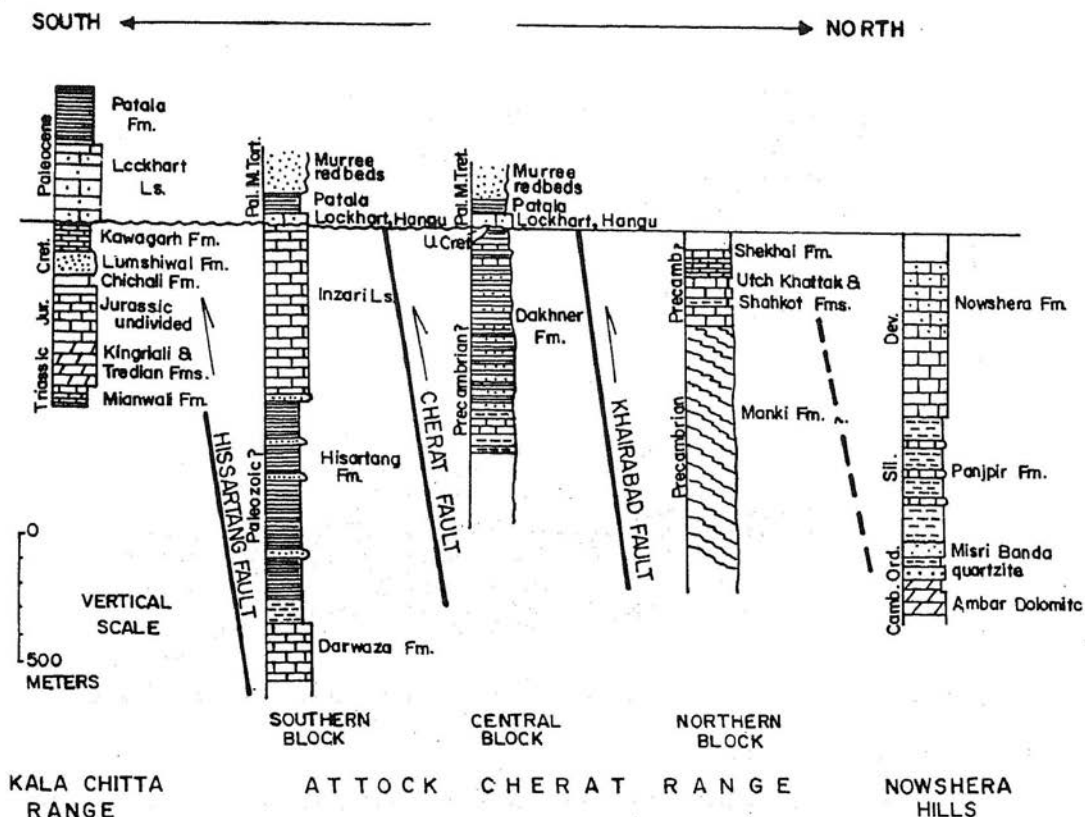 SOUTH
NORTH
Paleocene
Patala
Fm.
Lockhart
Ls.
Cret.
Kawagarh Fm.
Lumshiwal Fm.
Chichali Fm.
Jur.
Jurassic
undivided
Triassic
Kingriali &
Tredian Fms.
Mianwali Fm.
HISSARTANG FAULT
0
VERTICAL
SCALE
500
METERS
Pal. M. Tort.
Murree
redbeds
Patala
Lockhart, Hangu
Inzari Ls.
Paleozoic ?
Hisartang
Fm.
Darwaza Fm.
CHERAT FAULT
Pal. M. Tret.
Murree
redbeds
Patala
Lockhart, Hangu
U. Cret.
Precambrian ?
Dakhner
Fm.
KHAIRABAD FAULT
Precamb. ?
Shekhai Fm.
Utch Khattak &
Shahkot Fms.
Precambrian
Manki Fm.
Dev.
Nowshera Fm.
Sil.
Panjpir Fm.
Ord.
Misri Banda
quartzite
Camb.
Ambar Dolomite
SOUTHERN
BLOCK
CENTRAL
BLOCK
NORTHERN
BLOCK
KALA CHITTA
RANGE
ATTOCK CHERAT RANGE
NOWSHERA
HILLS